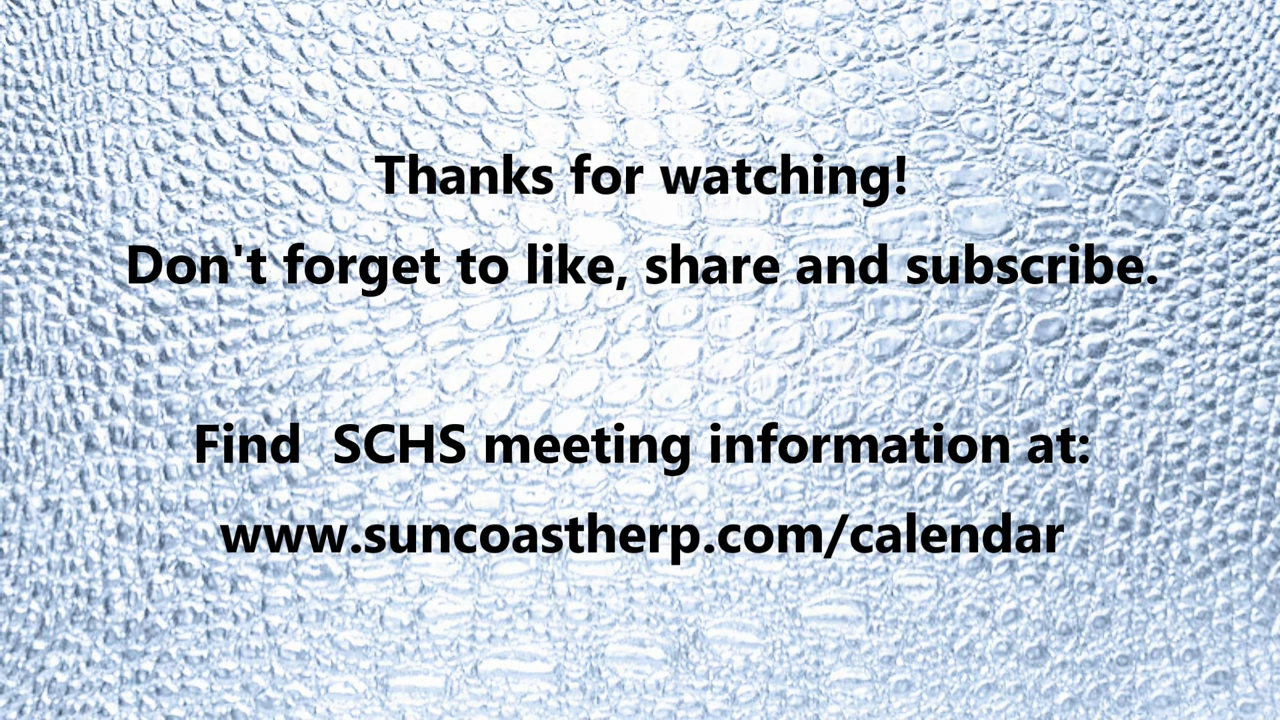 Thanks for watching!
Don't forget to like, share and subscribe.
Find  SCHS meeting information at:
www.suncoastherp.com/calendar